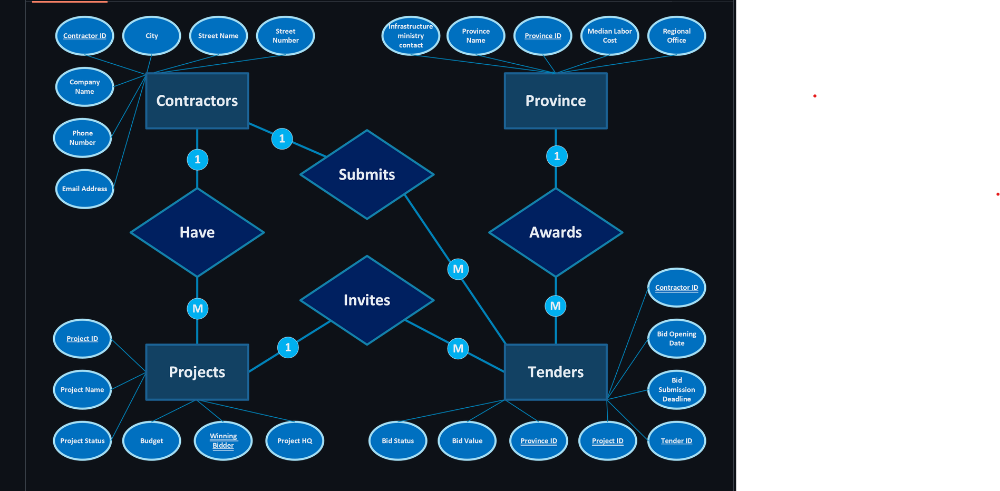 Contractor ID
City
Street Name
Street
Number
Infrastructure
ministry
contact
Province
Name
Province ID
Median Labor
Cost
Regional
Office
Company
Name
Contractors
Province
Phone
Number
1
1
1
Submits
Email Address
Have
Awards
M
Contractor ID
Invites
M
M
Project ID
Bid Opening
Date
1
M
Projects
Tenders
Project Name
Bid
Submission
Deadline
Project Status
Budget
Winning
Bidder
Project HQ
Bid Status
Bid Value
Province ID
Project ID
Tender ID